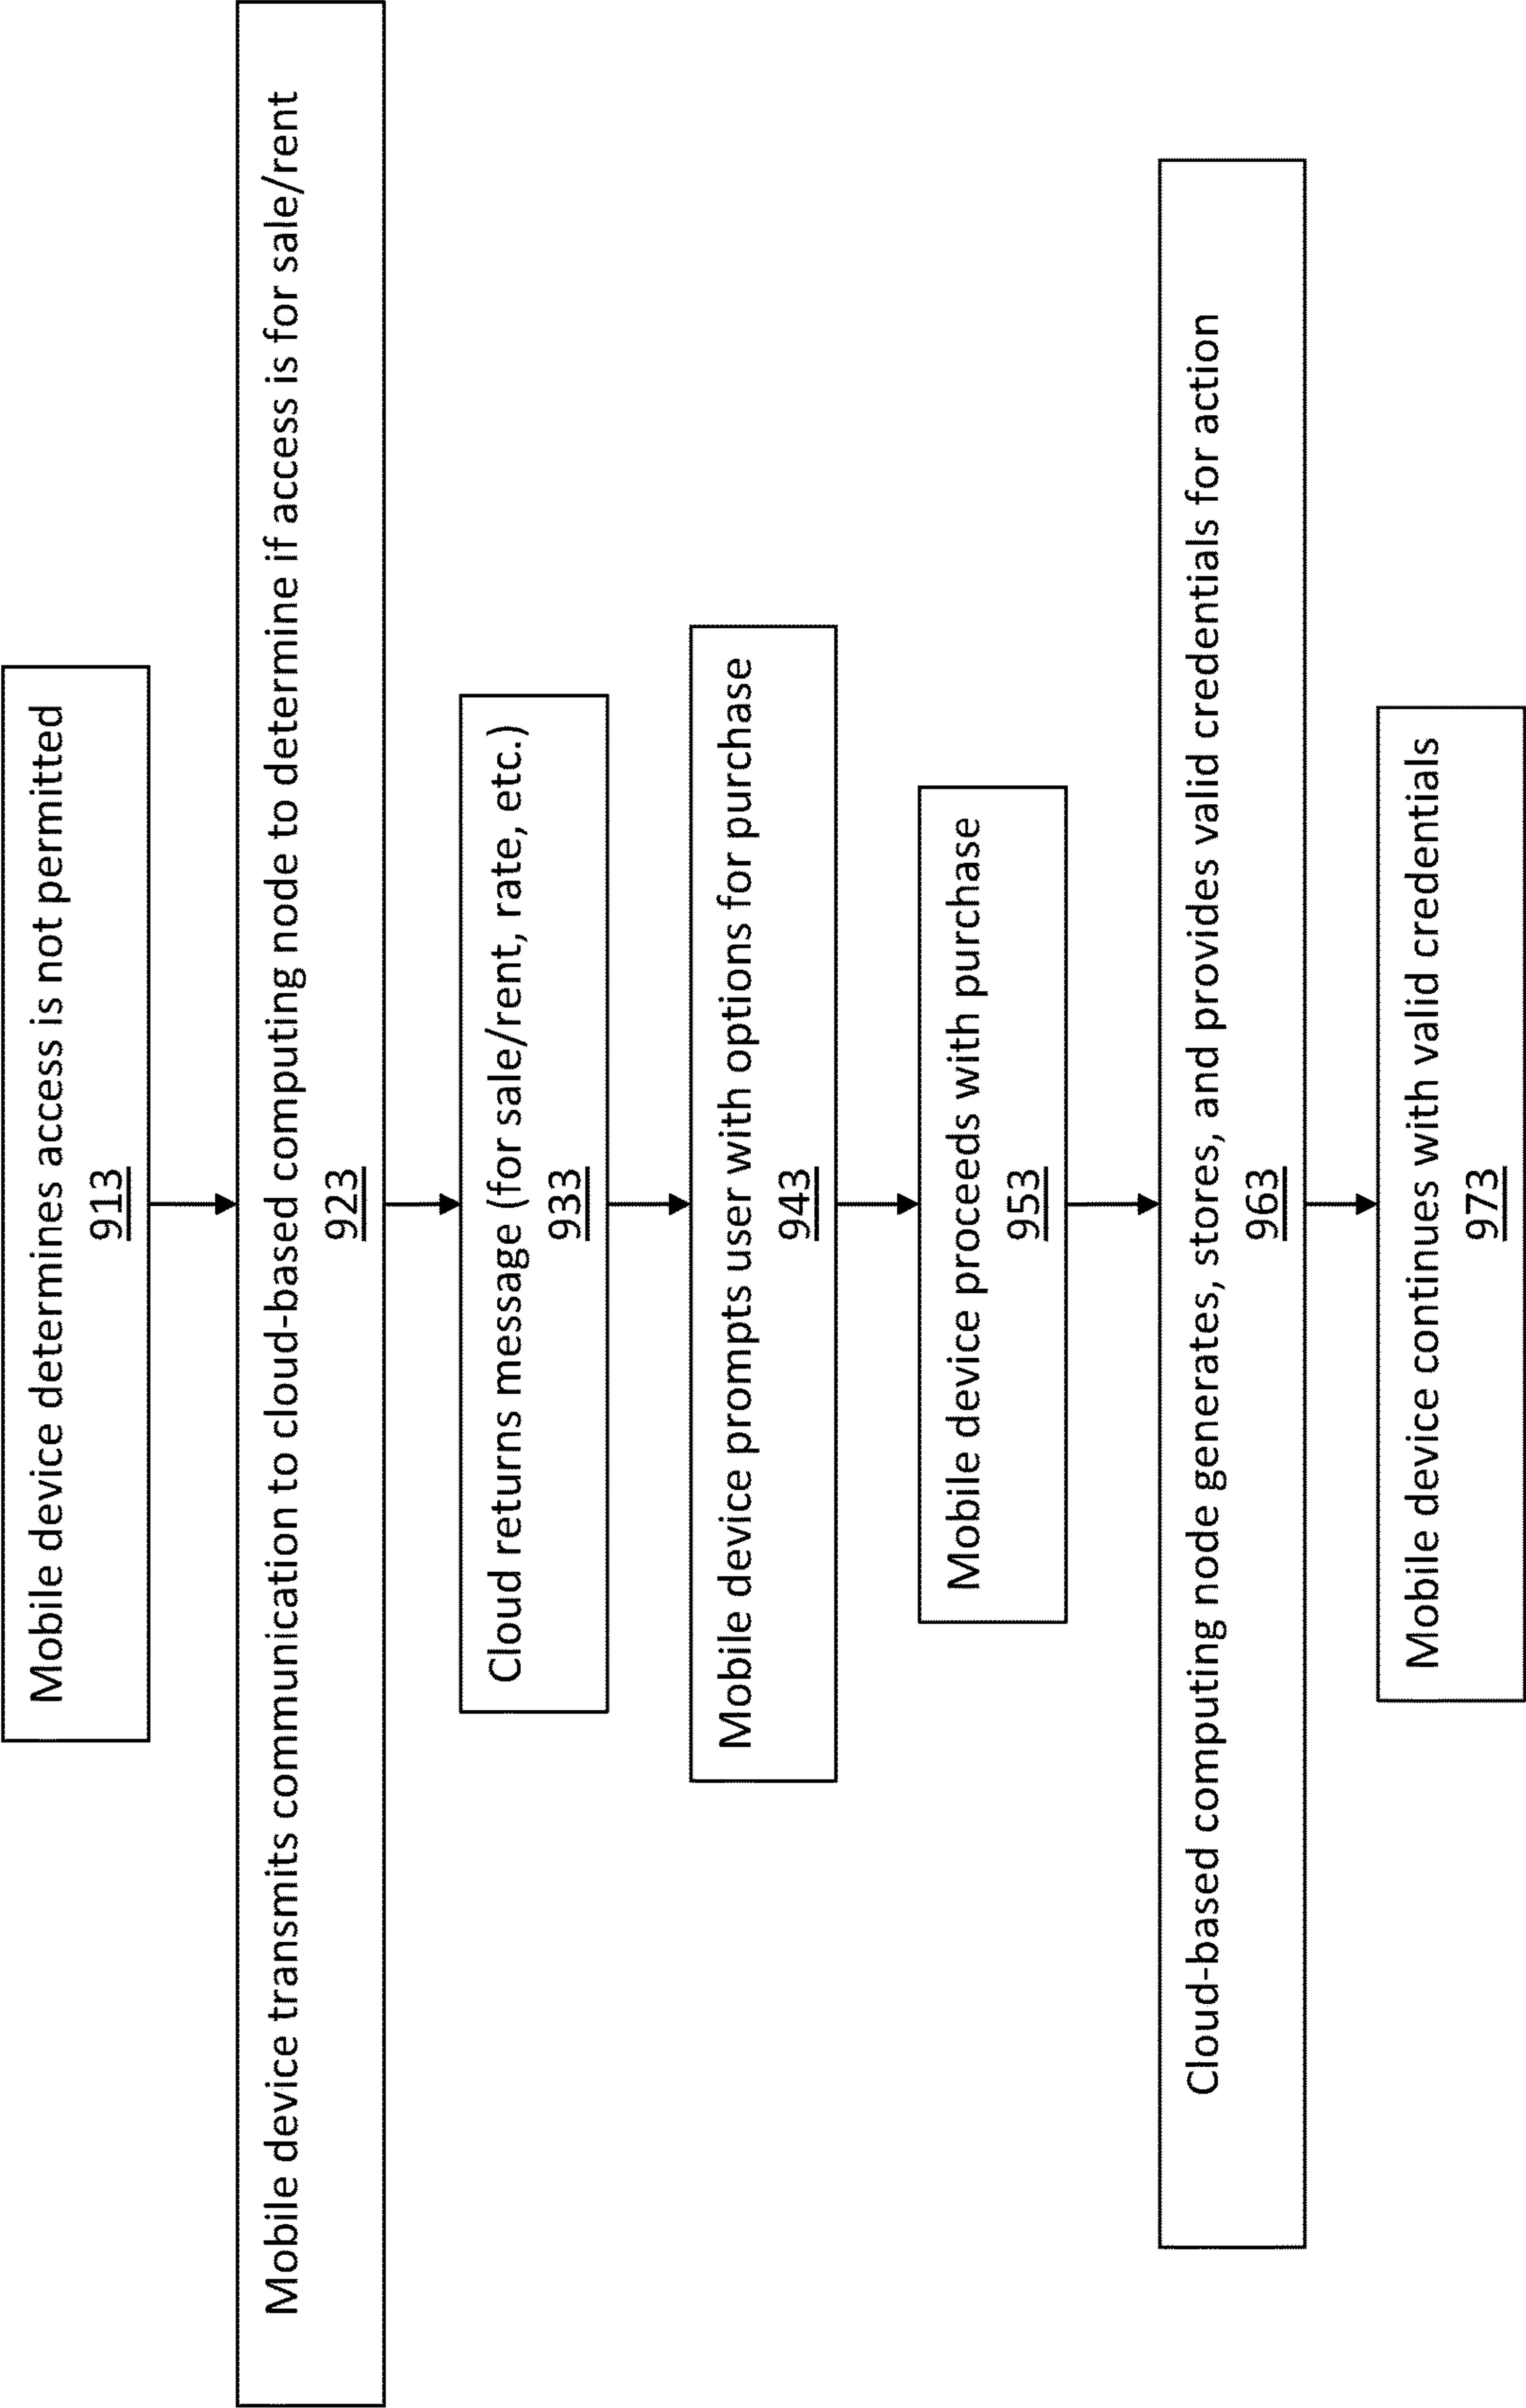 Mobile device determines access is not permitted
913
Mobile device transmits communication to cloud-based computing node to determine if access is for sale/rent
923
Cloud returns message (for sale/rent, rate, etc.)
933
Mobile device prompts user with options for purchase
943
Mobile device proceeds with purchase
953
Cloud-based computing node generates, stores, and provides valid credentials for action
963
Mobile device continues with valid credentials
973